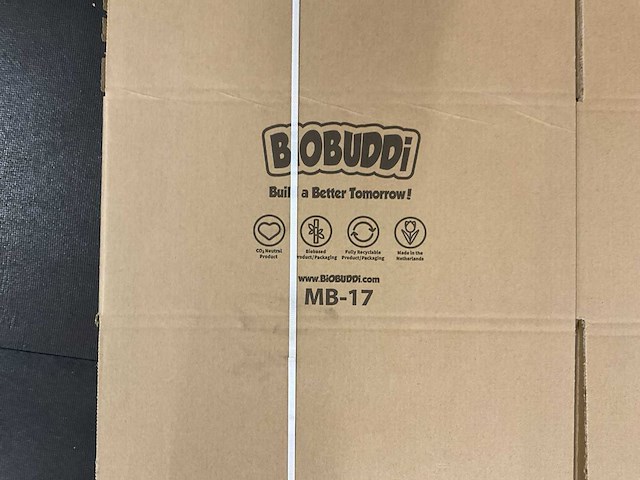 BiOBUDDi
Build a Better Tomorrow!
CO₂ Neutral
Product
Biobased
Product/Packaging
Fully Recyclable
Product/Packaging
Made in the
Netherlands
www.BiOBUDDi.com
MB-17